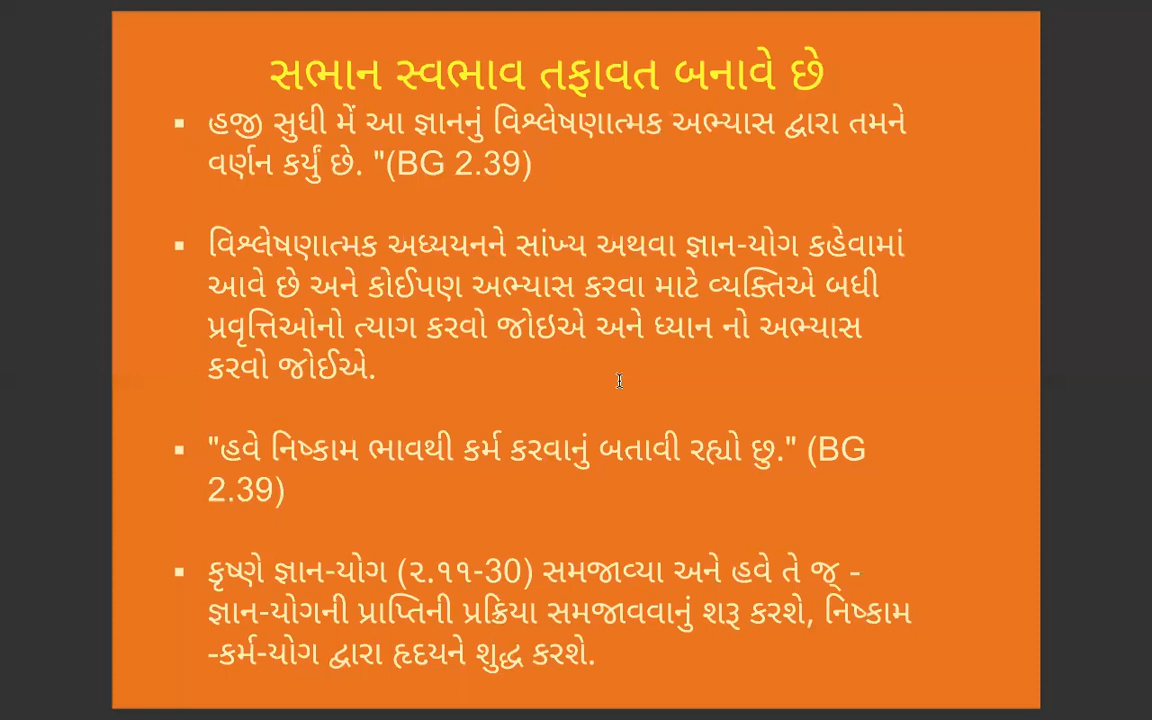 સભાન સ્વભાવ તફાવત બનાવે છે
▪ હજી સુધી મેં આ જ્ઞાનનું વિશ્લેષણાત્મક અભ્યાસ દ્વારા તમને
વર્ણન કર્યું છે. "(BG 2.39)
▪ વિશ્લેષણાત્મક અધ્યયનને સાંખ્ય અથવા જ્ઞાન-યોગ કહેવામાં
આવે છે અને કોઈપણ અભ્યાસ કરવા માટે વ્યક્તિએ બધી
પ્રવૃત્તિઓનો ત્યાગ કરવો જોઇએ અને ધ્યાન નો અભ્યાસ
કરવો જોઈએ.
▪ "હવે નિષ્કામ ભાવથી કર્મ કરવાનું બતાવી રહ્યો છુ." (BG
2.39)
▪ કૃષ્ણે જ્ઞાન-યોગ (૨.૧૧-30) સમજાવ્યા અને હવે તે જ્ -
જ્ઞાન-યોગની પ્રાપ્તિની પ્રક્રિયા સમજાવવાનું શરૂ કરશે, નિષ્કામ
-કર્મ-યોગ દ્વારા હૃદયને શુદ્ધ કરશે.